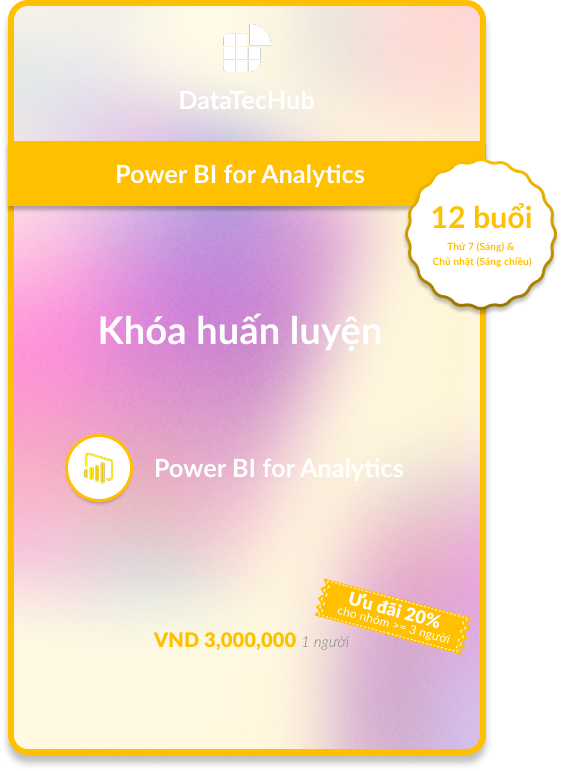 DataTecHub
Power BI for Analytics
12 buổi
Thứ 7 (Sáng) &
Chủ nhật (Sáng chiều)
Khóa huấn luyện
Power BI for Analytics
Ưu đãi 20%
cho nhóm >= 3 người
VND 3,000,000 1 người